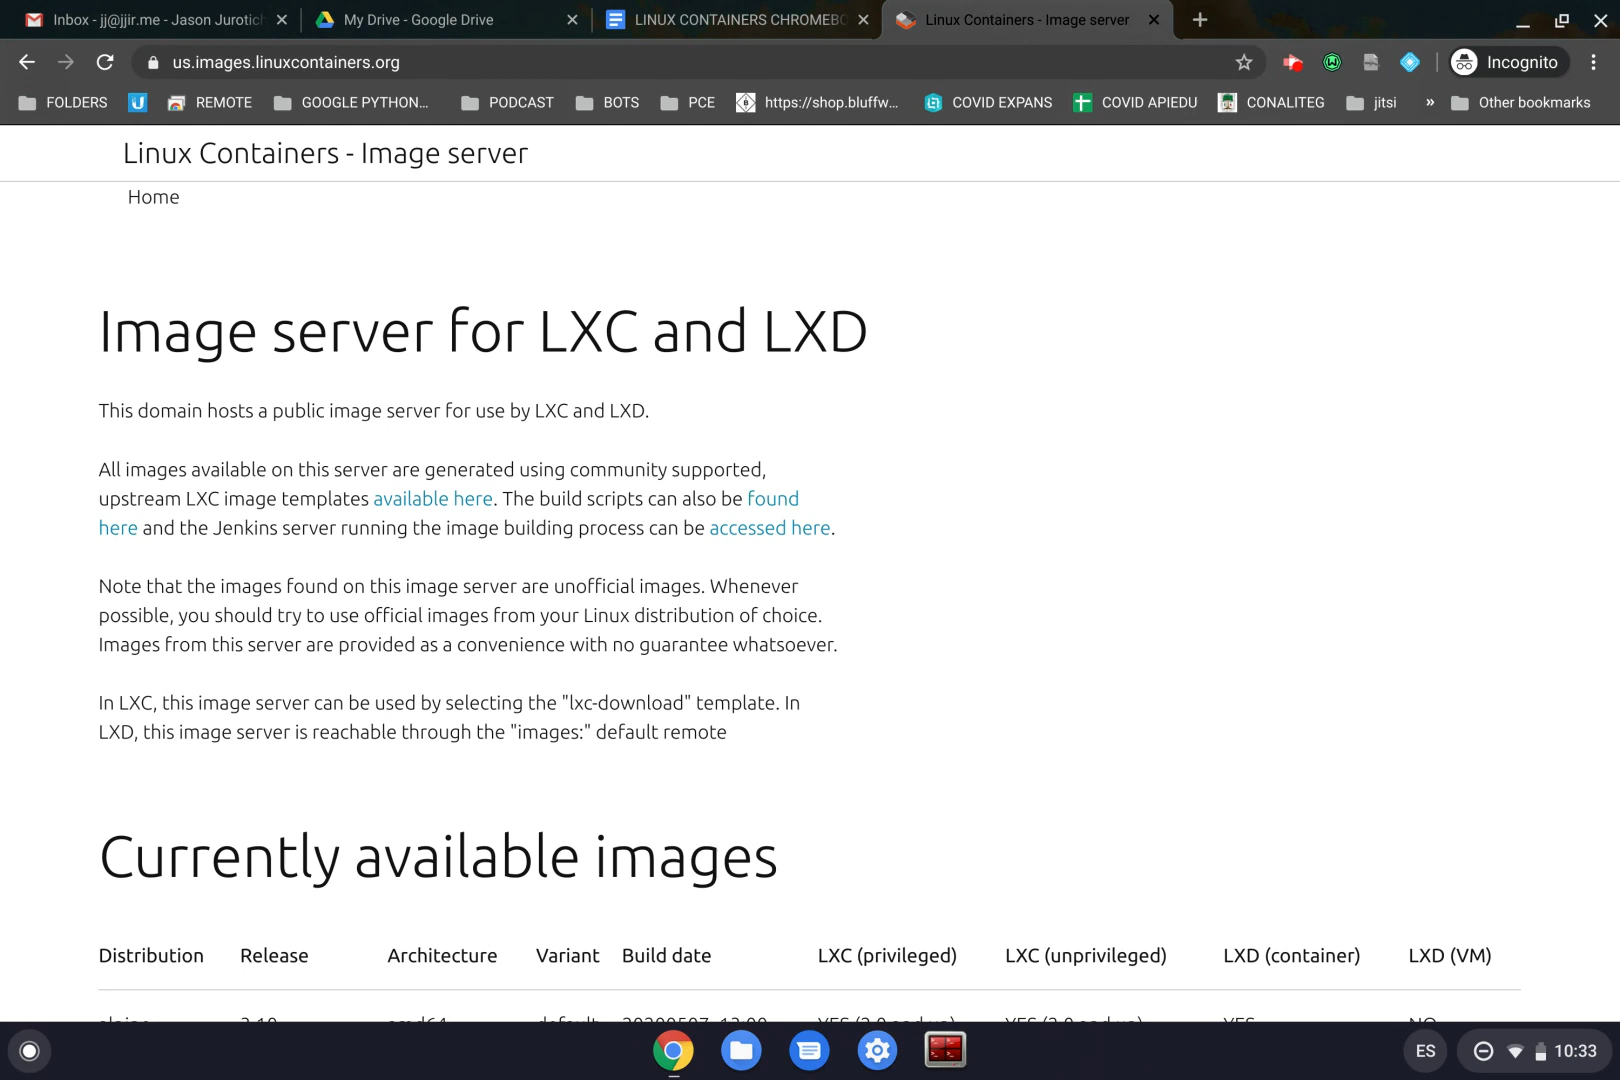 Inbox - jj@jjir.me - Jason Jurotich
My Drive - Google Drive
LINUX CONTAINERS CHROMEBO
Linux Containers - Image server
us.images.linuxcontainers.org
Incognito
FOLDERS
REMOTE
GOOGLE PYTHON...
PODCAST
BOTS
PCE
https://shop.bluffw...
COVID EXPANS
COVID APIEDU
CONALITEG
jitsi
»
Other bookmarks
Linux Containers - Image server
Home
Image server for LXC and LXD
This domain hosts a public image server for use by LXC and LXD.
All images available on this server are generated using community supported,
upstream LXC image templates available here. The build scripts can also be found
here and the Jenkins server running the image building process can be accessed here.
Note that the images found on this image server are unofficial images. Whenever
possible, you should try to use official images from your Linux distribution of choice.
Images from this server are provided as a convenience with no guarantee whatsoever.
In LXC, this image server can be used by selecting the "lxc-download" template. In
LXD, this image server is reachable through the "images:" default remote
Currently available images
Distribution Release Architecture Variant Build date LXC (privileged) LXC (unprivileged) LXD (container) LXD (VM)
ES
10:33